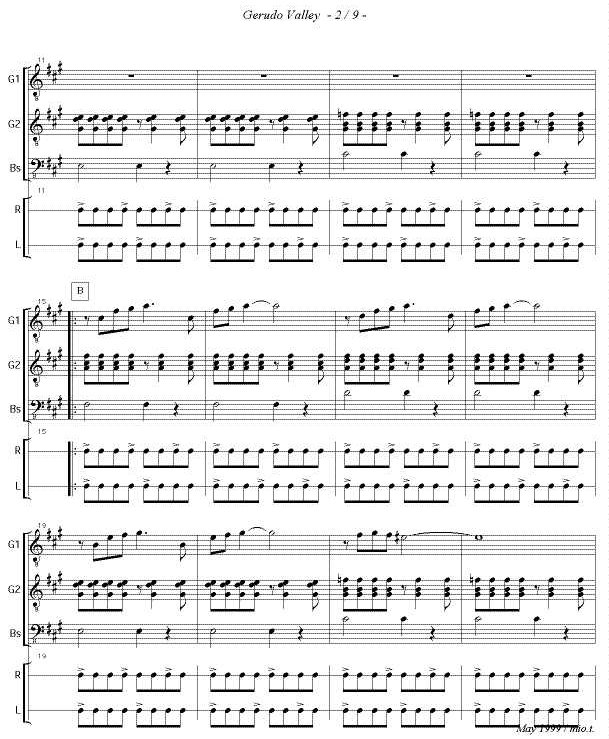 Gerudo Valley - 2 / 9 -
11
G1
G2
Bs
11
R
L
B
15
G1
G2
Bs
15
R
L
19
G1
G2
Bs
19
R
L
May 1999 / mio.t.